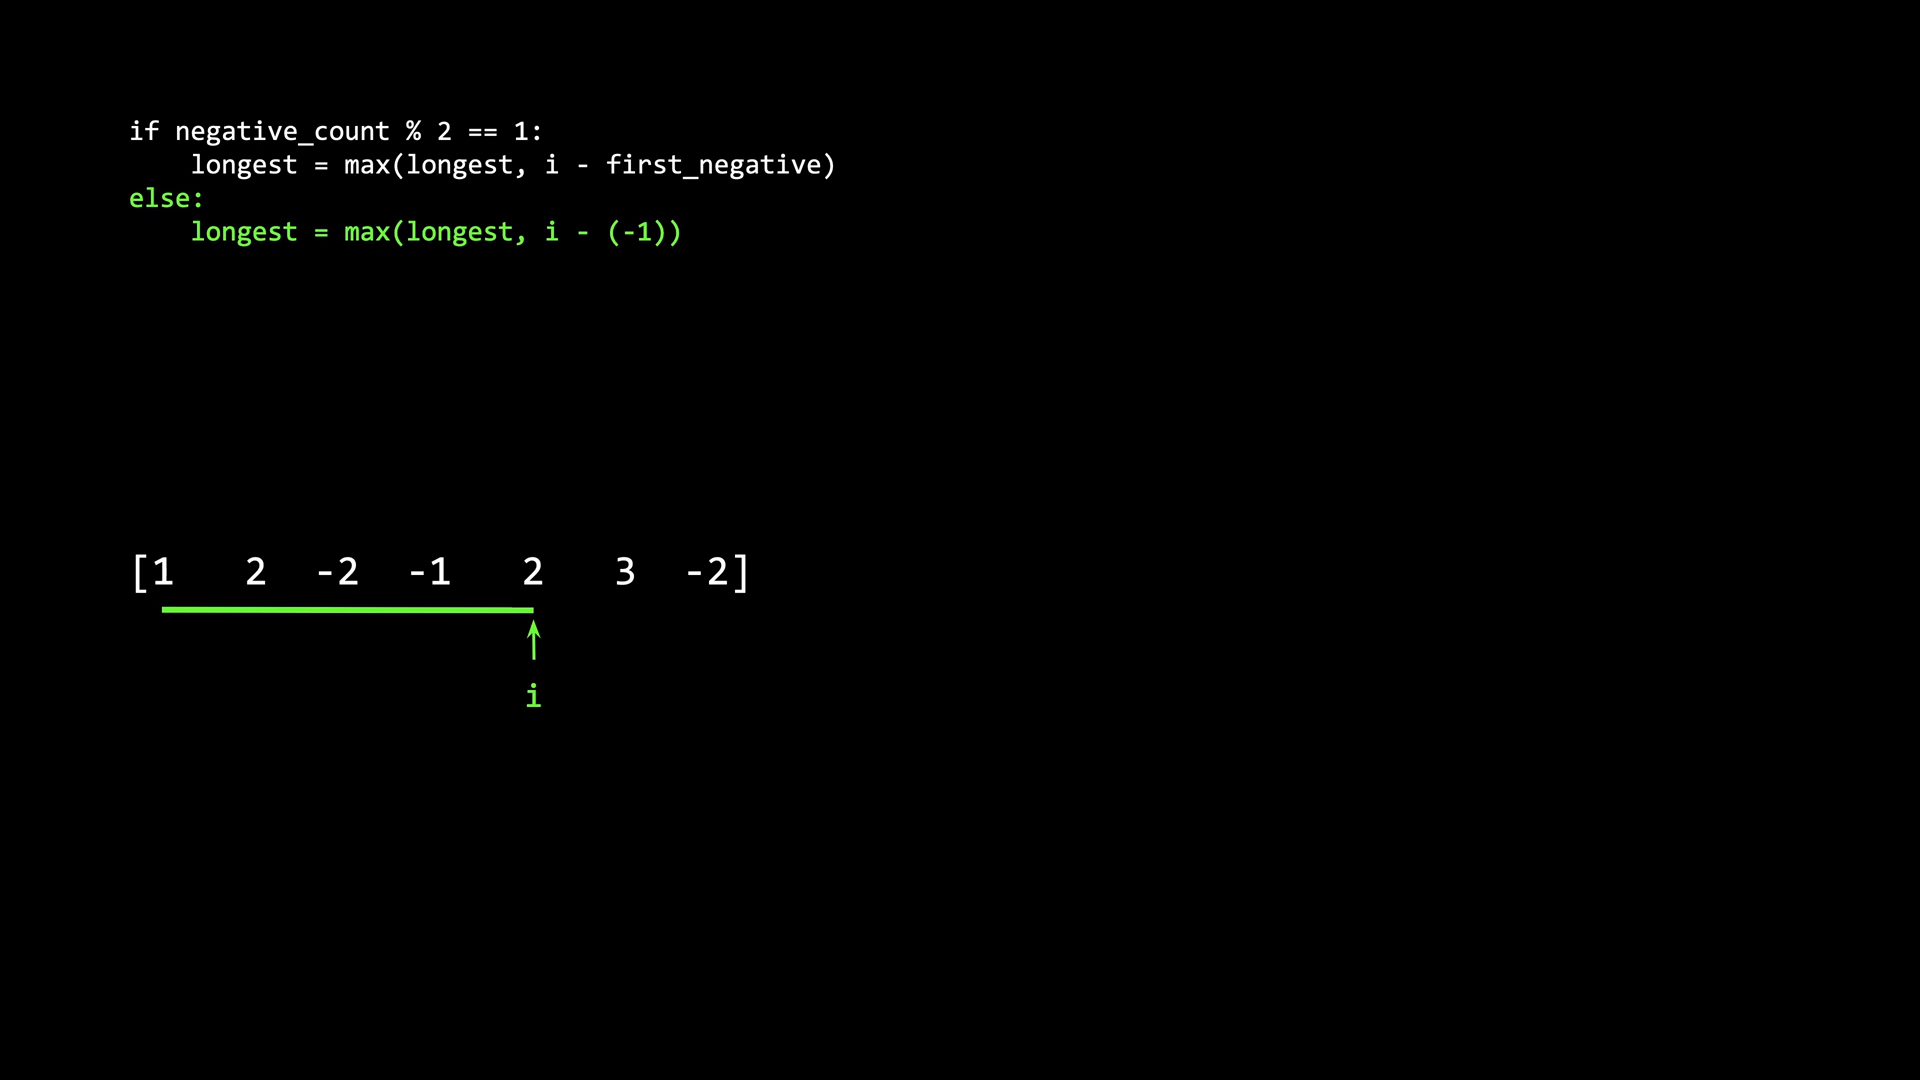 if negative_count % 2 == 1:
    longest = max(longest, i - first_negative)
else:
    longest = max(longest, i - (-1))
[1   2  -2  -1   2   3  -2]
i